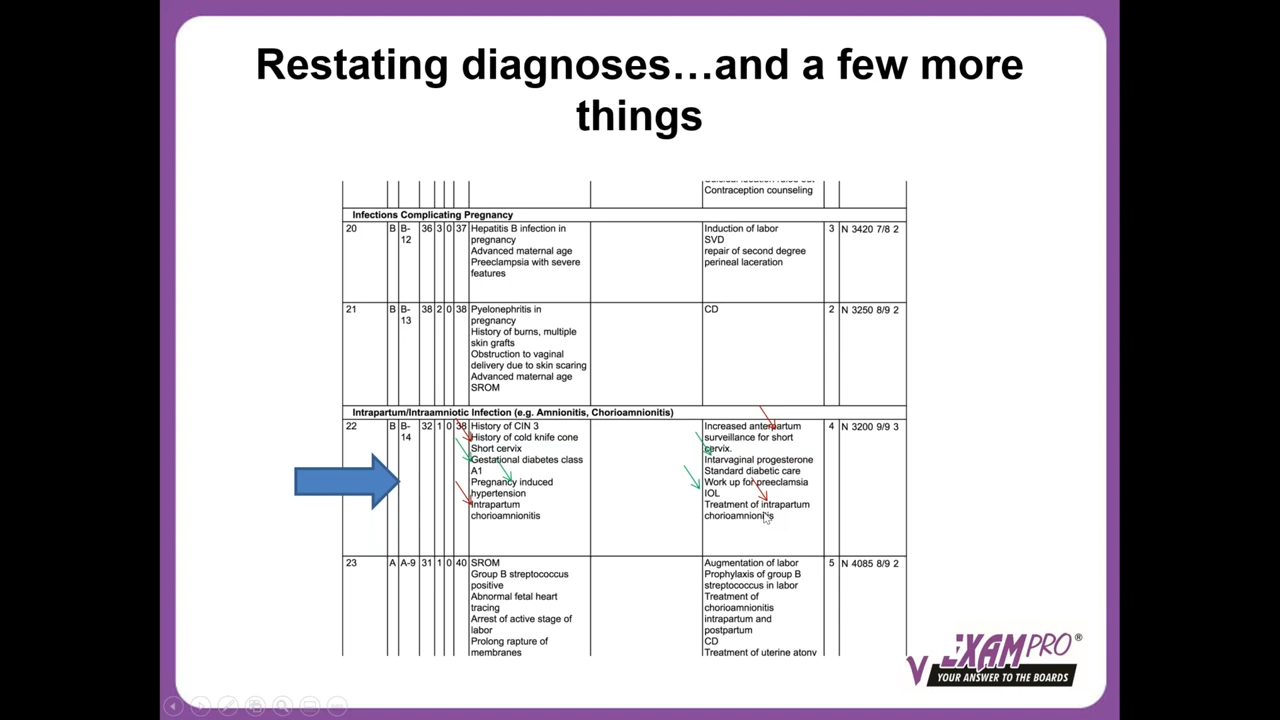 Restating diagnoses…and a few more
things
Contraception counseling
Infections Complicating Pregnancy
20 B B-12 36 3 0 37
Hepatitis B infection in
pregnancy
Advanced maternal age
Preeclampsia with severe
features
Induction of labor
SVD
repair of second degree
perineal laceration
3 N 3420 7/8 2
21 B B-13 38 2 0 38
Pyelonephritis in
pregnancy
History of burns, multiple
skin grafts
Obstruction to vaginal
delivery due to skin scaring
Advanced maternal age
SROM
CD
2 N 3250 8/9 2
Intrapartum/Intraamniotic Infection (e.g. Amnionitis, Chorioamnionitis)
22 B B-14 32 1 0 38
History of CIN 3
History of cold knife cone
Short cervix
Gestational diabetes class
A1
Pregnancy induced
hypertension
Intrapartum
chorioamnionitis
Increased antenpartum
surveillance for short
cervix.
Intarvaginal progesterone
Standard diabetic care
Work up for preeclamsia
IOL
Treatment of intrapartum
chorioamnionitis
4 N 3200 9/9 3
23 A A-9 31 1 0 40
SROM
Group B streptococcus
positive
Abnormal fetal heart
tracing
Arrest of active stage of
labor
Prolong rapture of
membranes
Augmentation of labor
Prophylaxis of group B
streptococcus in labor
Treatment of
chorioamnionitis
intrapartum and
postpartum
CD
Treatment of uterine atony
5 N 4085 8/9 2
EXAMPRO®
YOUR ANSWER TO THE BOARDS